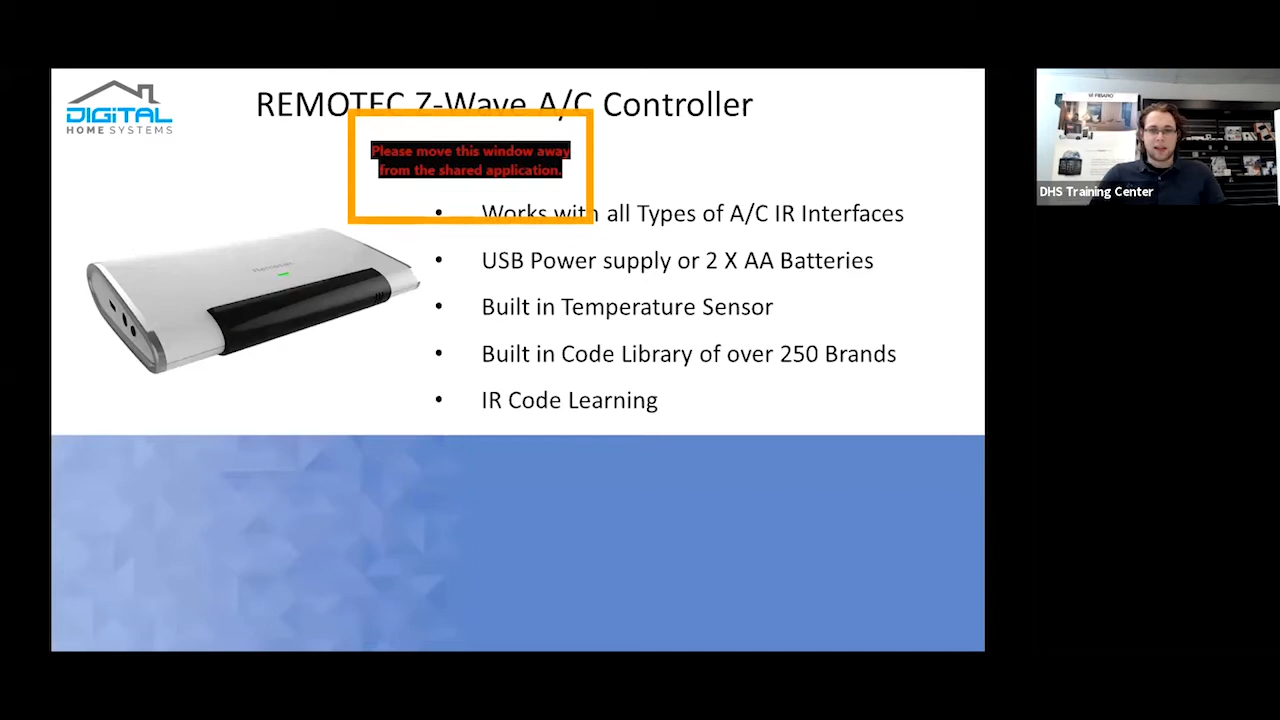 DiGiTAL
HOME SYSTEMS
REMOTEC Z-Wave A/C Controller
Please move this window away
from the shared application.
• Works with all Types of A/C IR Interfaces
• USB Power supply or 2 X AA Batteries
• Built in Temperature Sensor
• Built in Code Library of over 250 Brands
• IR Code Learning
FIBARO
DHS Training Center